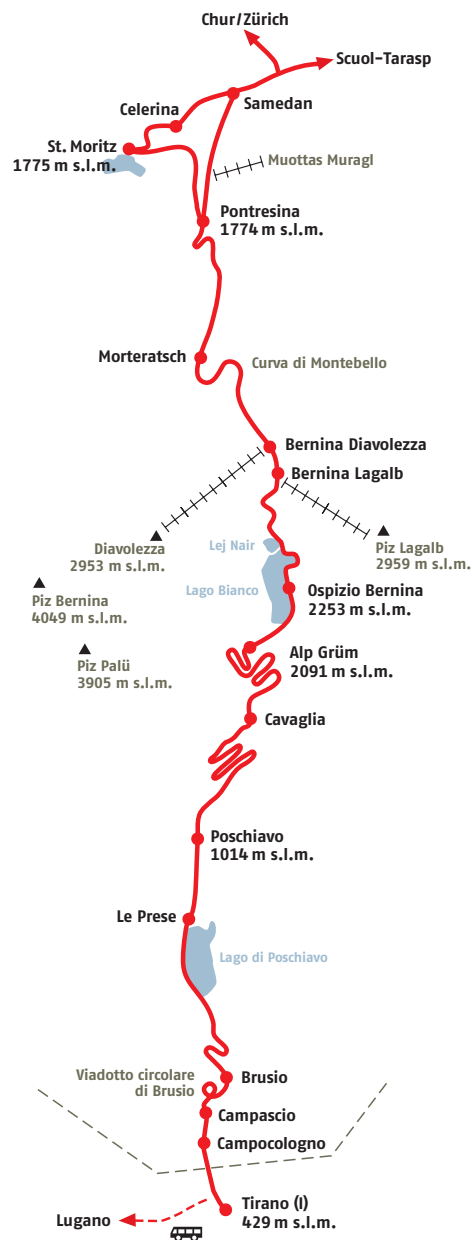 Chur/Zürich
Scuol-Tarasp
Celerina
Samedan
St. Moritz
1775 m s.l.m.
Muottas Muragl
Pontresina
1774 m s.l.m.
Morteratsch
Curva di Montebello
Bernina Diavolezza
Bernina Lagalb
Diavolezza
2953 m s.l.m.
Lej Nair
Piz Lagalb
2959 m s.l.m.
Piz Bernina
4049 m s.l.m.
Lago Bianco
Ospizio Bernina
2253 m s.l.m.
Piz Palü
3905 m s.l.m.
Alp Grüm
2091 m s.l.m.
Cavaglia
Poschiavo
1014 m s.l.m.
Le Prese
Lago di Poschiavo
Viadotto circolare
di Brusio
Brusio
Campascio
Campocologno
Tirano (I)
429 m s.l.m.
Lugano